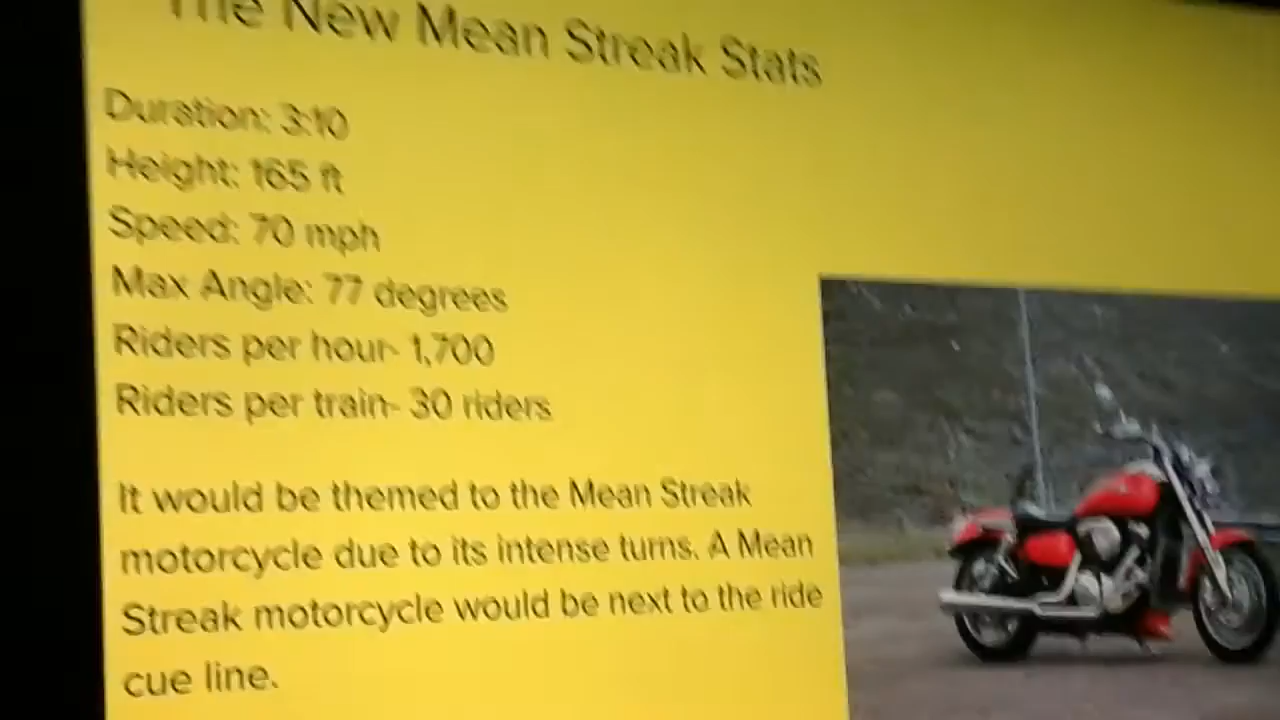 The New Mean Streak Stats
Duration: 3:10
Height: 165 ft
Speed: 70 mph
Max Angle: 77 degrees
Riders per hour- 1,700
Riders per train- 30 riders
It would be themed to the Mean Streak
motorcycle due to its intense turns. A Mean
Streak motorcycle would be next to the ride
cue line.